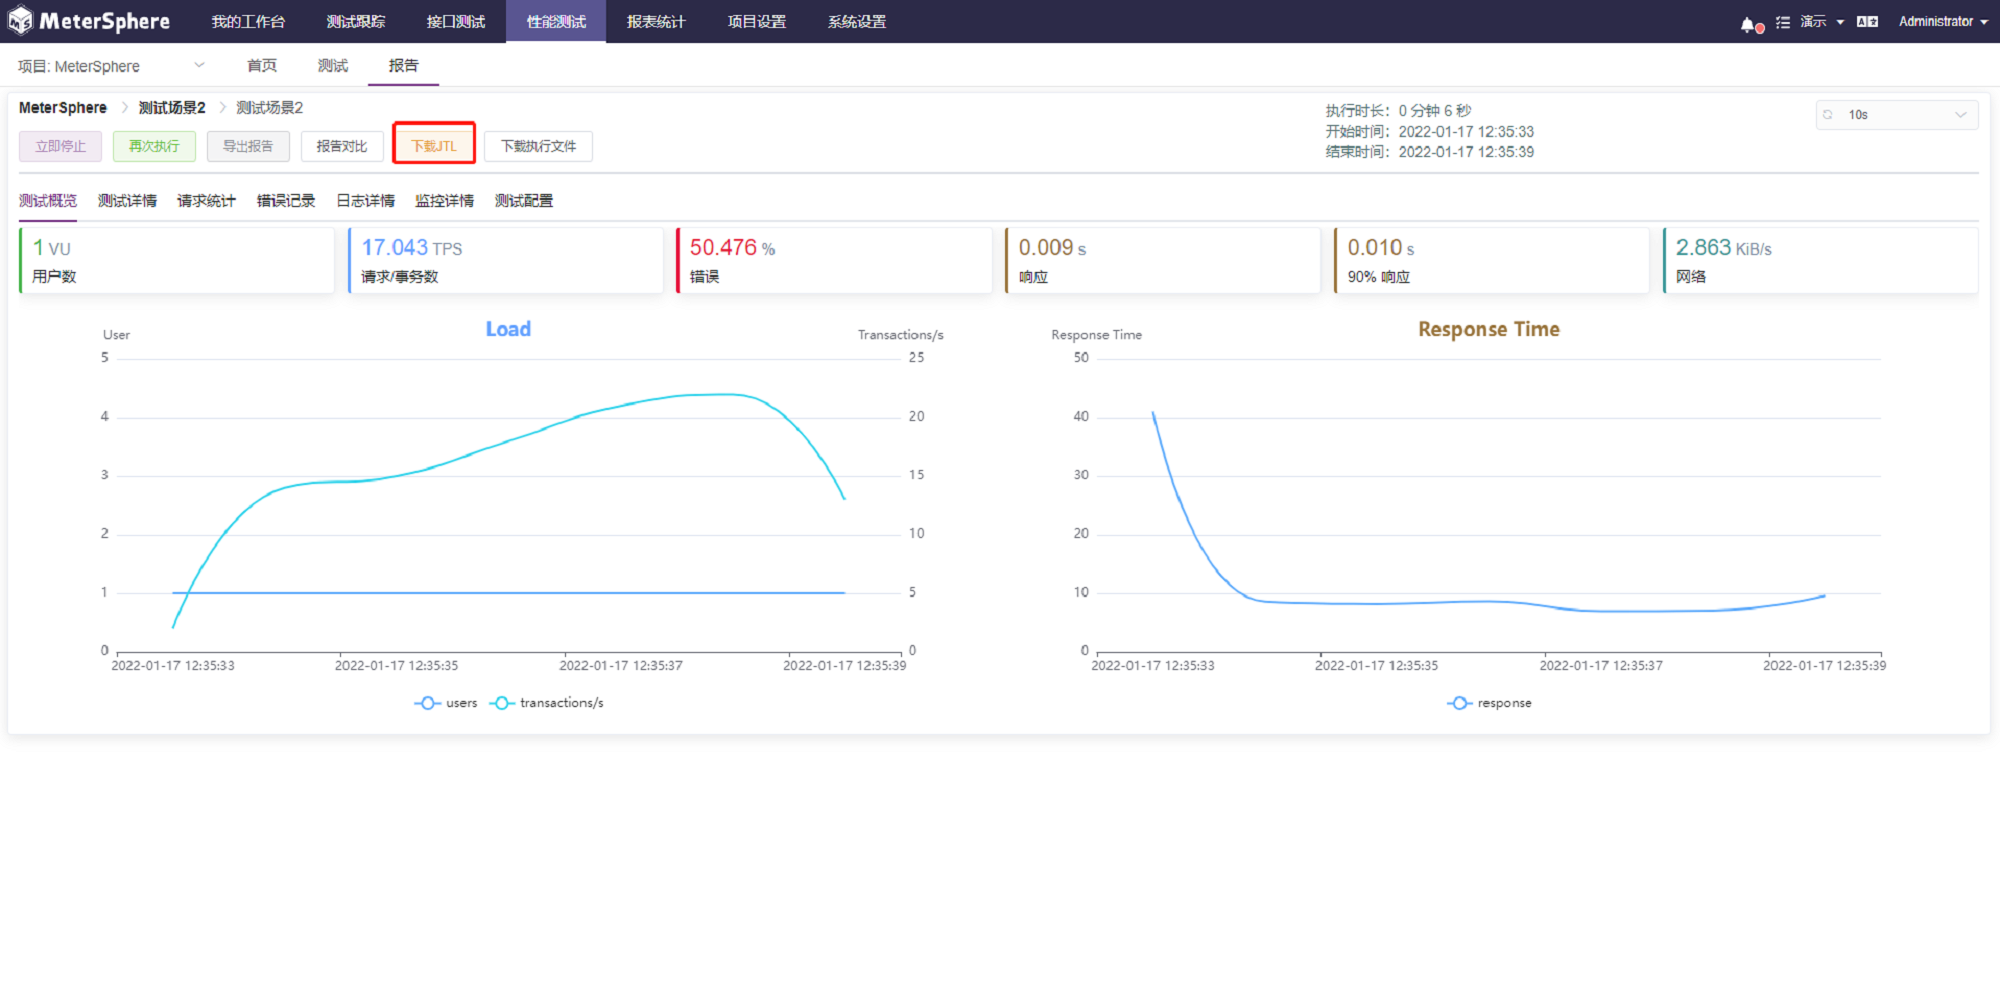 MeterSphere 我的工作台 测试跟踪 接口测试 性能测试 报表统计 项目设置 系统设置 演示 Administrator
项目: MeterSphere 首页 测试 报告
MeterSphere 测试场景2 测试场景2
执行时长: 0 分钟 6 秒
开始时间: 2022-01-17 12:35:33
结束时间: 2022-01-17 12:35:39
10s
立即停止 再次执行 导出报告 报告对比 下载JTL 下载执行文件
测试概览 测试详情 请求统计 错误记录 日志详情 监控详情 测试配置
1 VU
用户数
17.043 TPS
请求/事务数
50.476 %
错误
0.009 s
响应
0.010 s
90% 响应
2.863 KiB/s
网络
Load
User
Transactions/s
5 25
4 20
3 15
2 10
1 5
0 0
2022-01-17 12:35:33 2022-01-17 12:35:35 2022-01-17 12:35:37 2022-01-17 12:35:39
users transactions/s
Response Time
Response Time
50
40
30
20
10
0
2022-01-17 12:35:33 2022-01-17 12:35:35 2022-01-17 12:35:37 2022-01-17 12:35:39
response